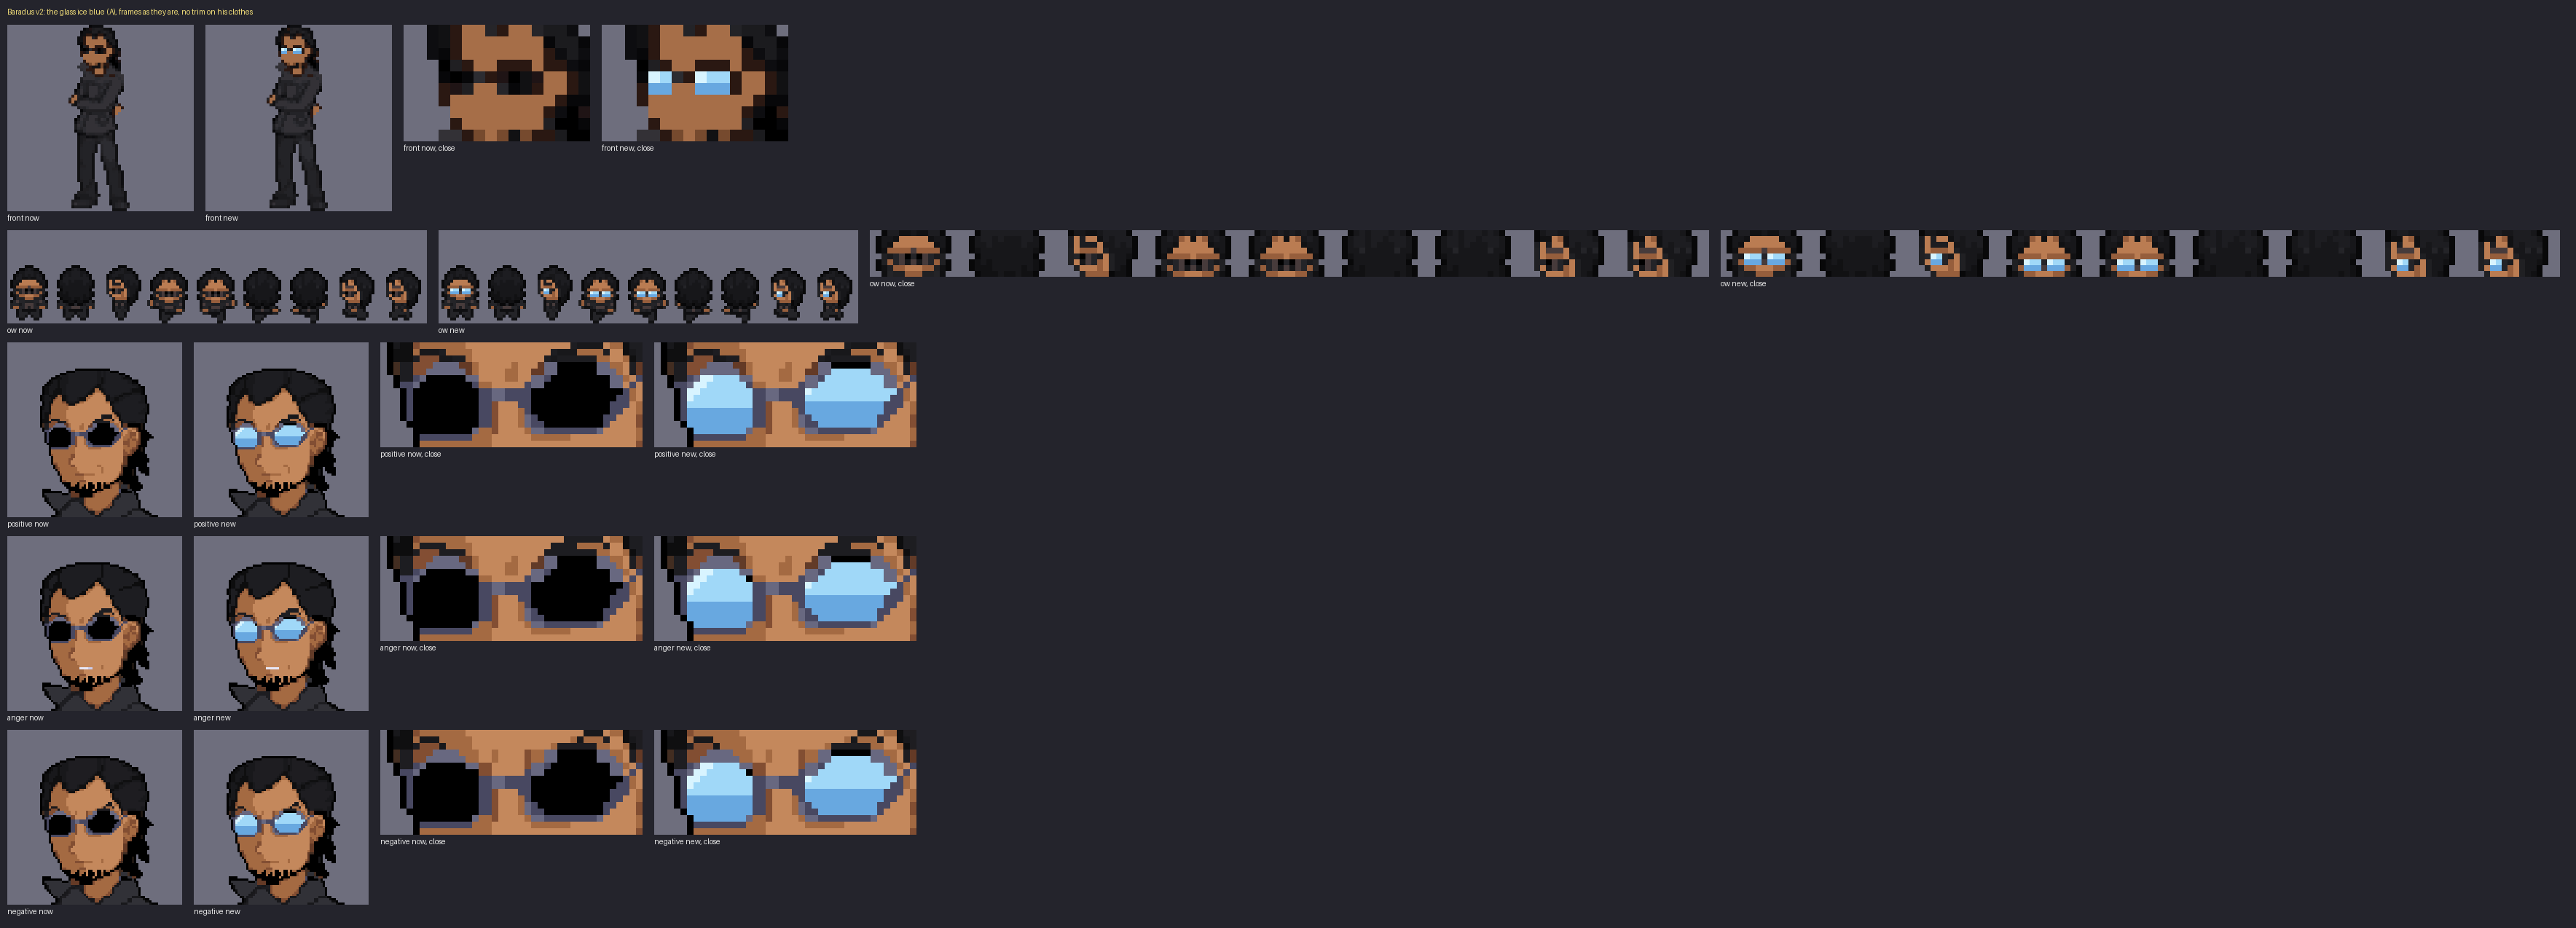 Baradus v2: the glass ice blue (A), frames as they are, no trim on his clothes
front now
front new
front now, close
front new, close
ow now
ow new
ow now, close
ow new, close
positive now
positive new
positive now, close
positive new, close
anger now
anger new
anger now, close
anger new, close
negative now
negative new
negative now, close
negative new, close